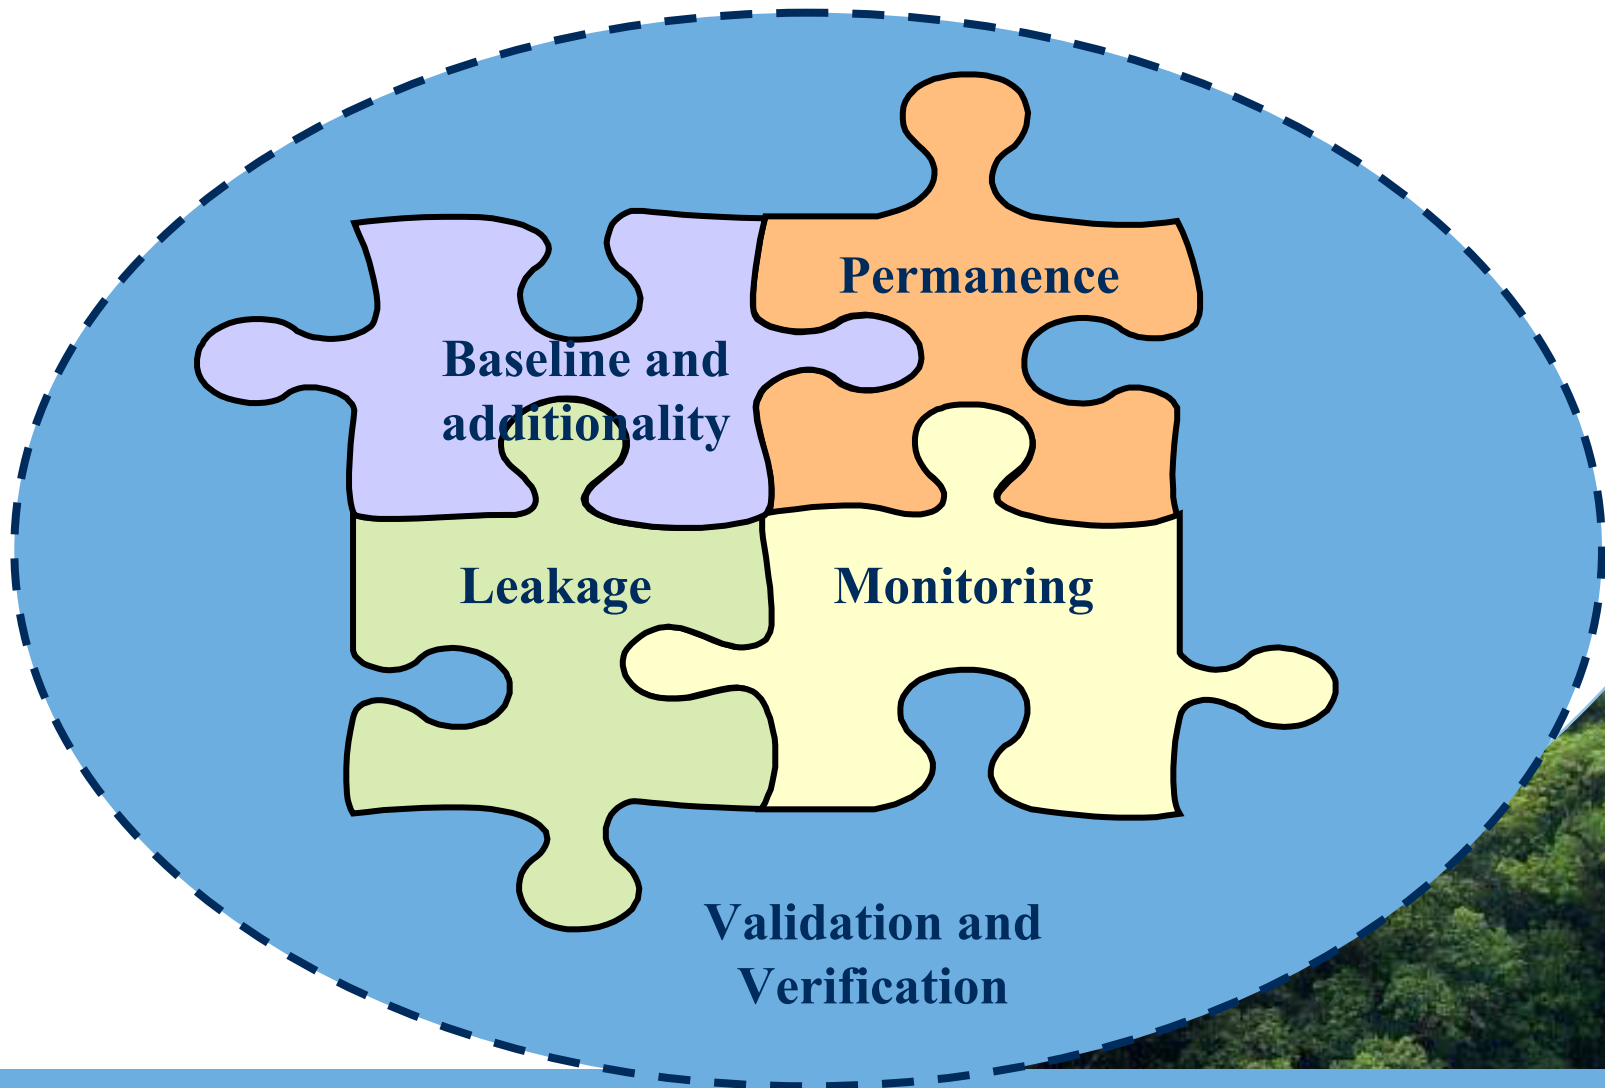 Permanence
Baseline and
additionality
Leakage
Monitoring
Validation and
Verification